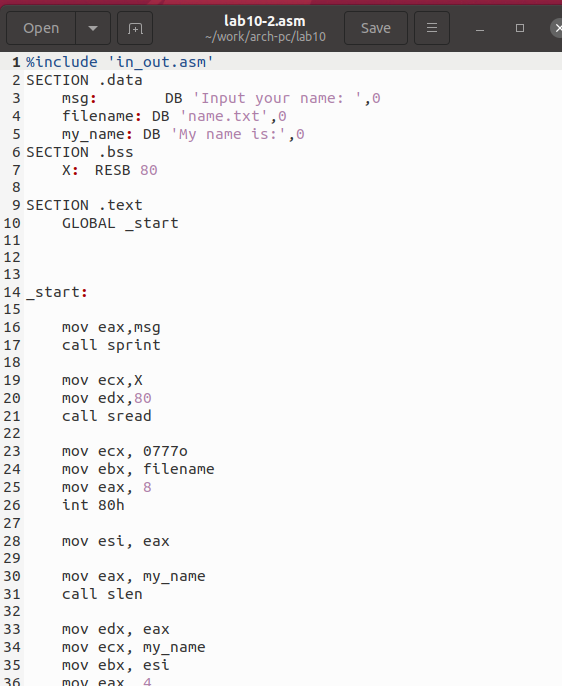 Open lab10-2.asm Save
~/work/arch-pc/lab10
1 %include 'in_out.asm'
2 SECTION .data
3     msg:        DB 'Input your name: ',0
4     filename: DB 'name.txt',0
5     my_name: DB 'My name is:',0
6 SECTION .bss
7     X:  RESB 80
8
9 SECTION .text
10     GLOBAL _start
11
12
13
14 _start:
15
16     mov eax,msg
17     call sprint
18
19     mov ecx,X
20     mov edx,80
21     call sread
22
23     mov ecx, 0777o
24     mov ebx, filename
25     mov eax, 8
26     int 80h
27
28     mov esi, eax
29
30     mov eax, my_name
31     call slen
32
33     mov edx, eax
34     mov ecx, my_name
35     mov ebx, esi
36     mov eax, 4